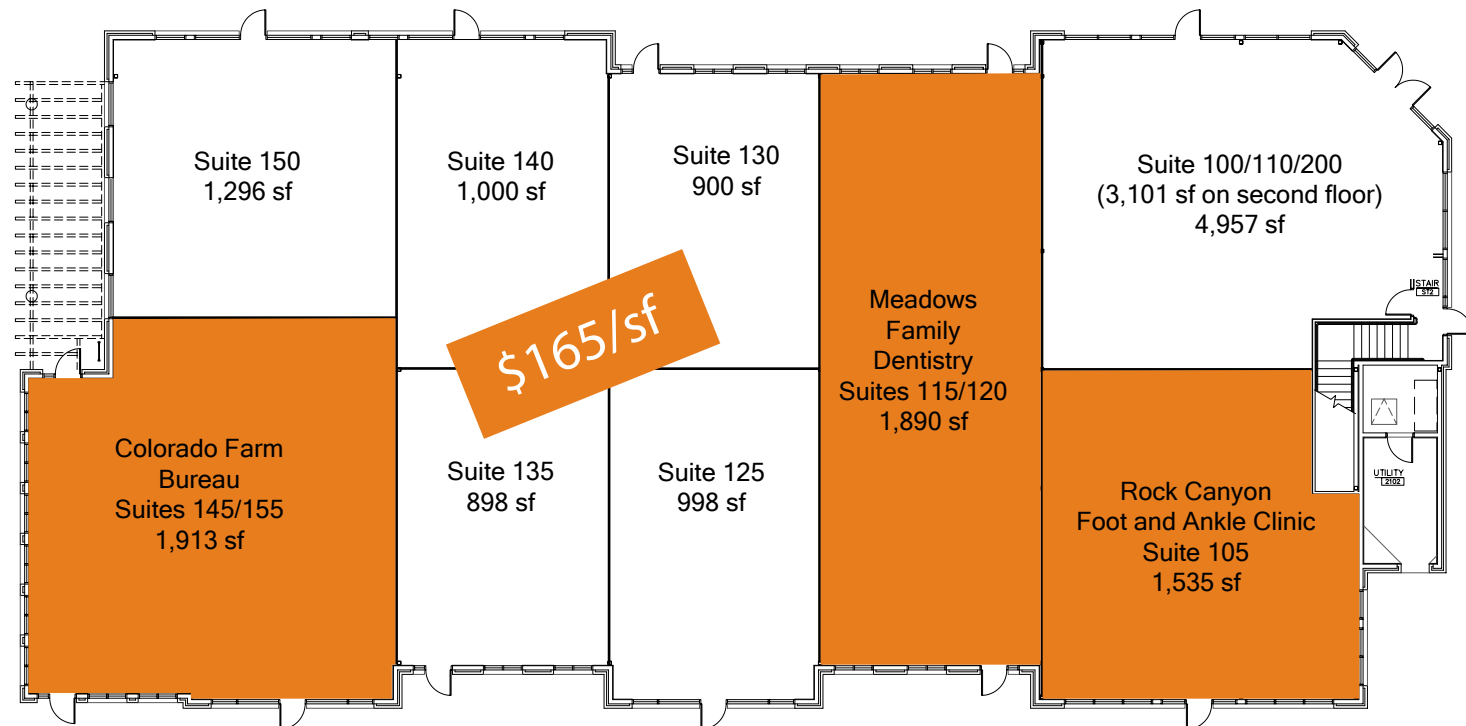 Suite 150
1,296 sf
Suite 140
1,000 sf
Suite 130
900 sf
Suite 100/110/200
(3,101 sf on second floor)
4,957 sf
STAIR
ST2
$165/sf
Meadows
Family
Dentistry
Suites 115/120
1,890 sf
Colorado Farm
Bureau
Suites 145/155
1,913 sf
Suite 135
898 sf
Suite 125
998 sf
Rock Canyon
Foot and Ankle Clinic
Suite 105
1,535 sf
UTILITY
2102